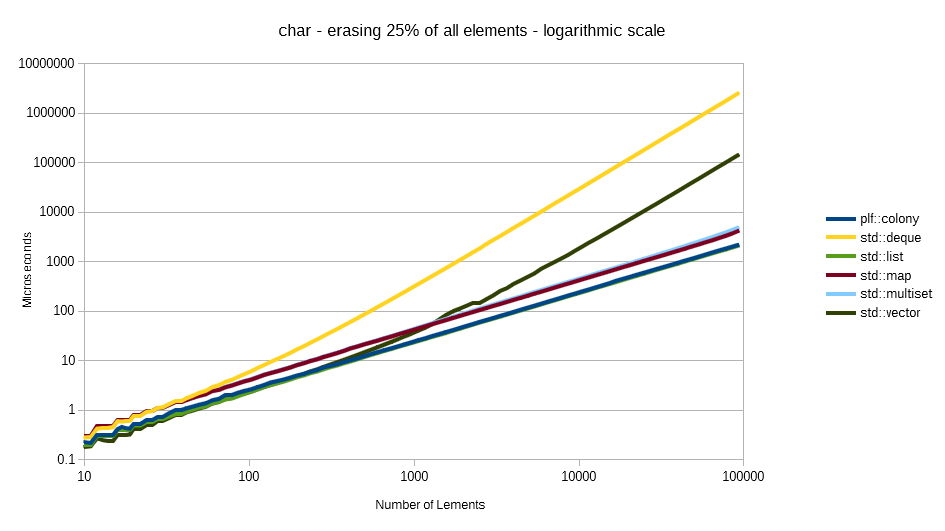 char - erasing 25% of all elements - logarithmic scale
10000000
1000000
100000
10000
1000
100
10
1
0.1
Micros econds
10 100 1000 10000 100000
Number of Lements
plf::colony
std::deque
std::list
std::map
std::multiset
std::vector